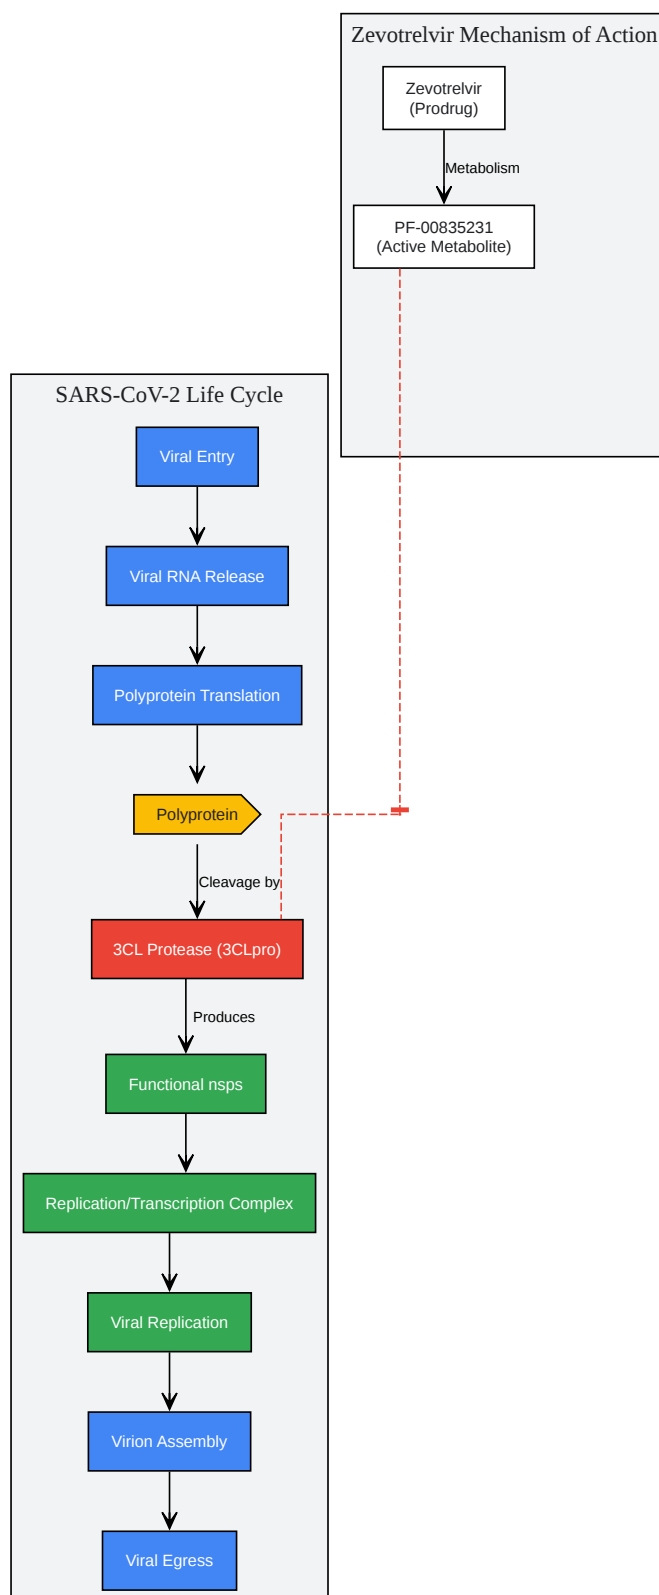 Zevotrelvir Mechanism of Action
Zevotrelvir
(Prodrug)
Metabolism
PF-00835231
(Active Metabolite)
SARS-CoV-2 Life Cycle
Viral Entry
Viral RNA Release
Polyprotein Translation
Polyprotein
Cleavage by
3CL Protease (3CLpro)
Produces
Functional nsps
Replication/Transcription Complex
Viral Replication
Virion Assembly
Viral Egress